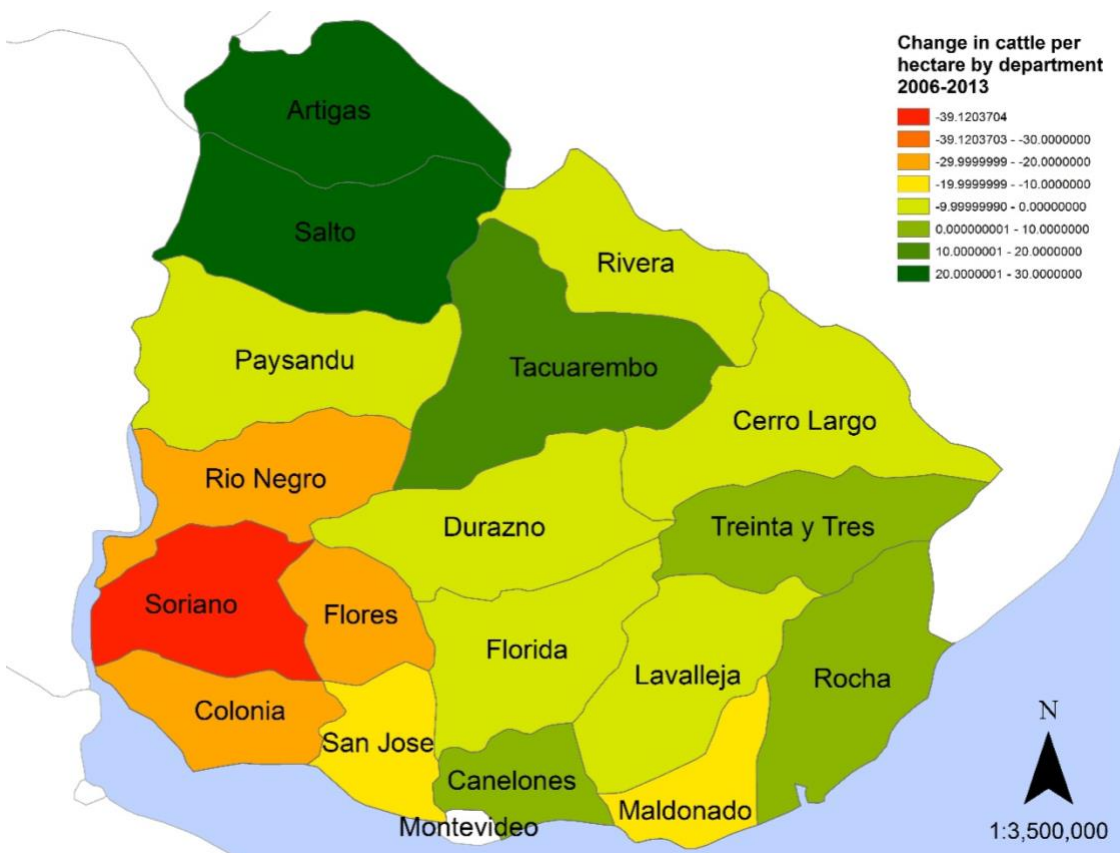 Change in cattle per
hectare by department
2006-2013
-39.1203704
-39.1203703 - -30.0000000
-29.9999999 - -20.0000000
-19.9999999 - -10.0000000
-9.99999990 - 0.00000000
0.000000001 - 10.0000000
10.0000001 - 20.0000000
20.0000001 - 30.0000000
Artigas
Salto
Rivera
Paysandu
Tacuarembo
Cerro Largo
Rio Negro
Durazno
Treinta y Tres
Soriano
Flores
Florida
Lavalleja
Rocha
Colonia
San Jose
Canelones
Maldonado
Montevideo
N
1:3,500,000